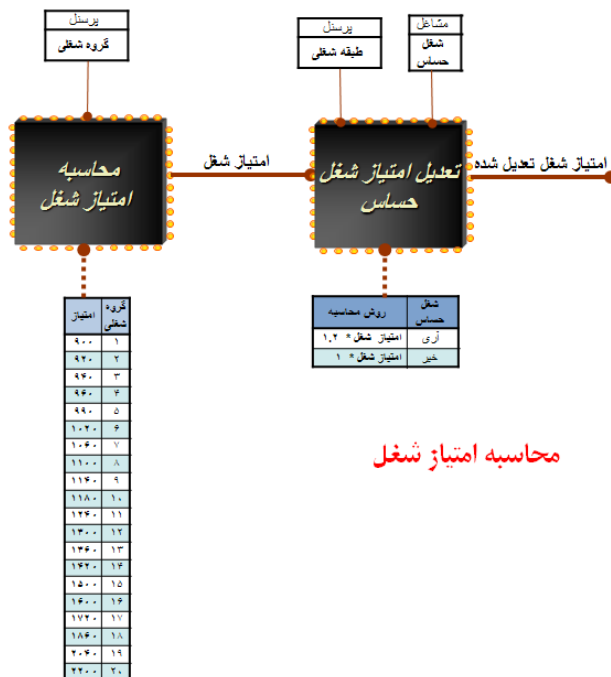 پرسنل
گروه شغلی
پرسنل
طبقه شغلی
مشاغل
شغل
حساس
محاسبه
امتیاز شغل
امتیاز شغل
تعدیل امتیاز شغل
حساس
امتیاز شغل تعدیل شده
گروه شغلی امتیاز
۱ ۹۰۰
۲ ۹۲۰
۳ ۹۴۰
۴ ۹۶۰
۵ ۹۹۰
۶ ۱۰۲۰
۷ ۱۰۶۰
۸ ۱۱۰۰
۹ ۱۱۴۰
۱۰ ۱۱۸۰
۱۱ ۱۲۴۰
۱۲ ۱۳۰۰
۱۳ ۱۳۶۰
۱۴ ۱۴۲۰
۱۵ ۱۵۰۰
۱۶ ۱۶۰۰
۱۷ ۱۷۲۰
۱۸ ۱۸۶۰
۱۹ ۲۰۴۰
۲۰ ۲۲۰۰
شغل حساس روش محاسبه
آری امتیاز شغل * ۱.۲
خیر امتیاز شغل * ۱
محاسبه امتیاز شغل